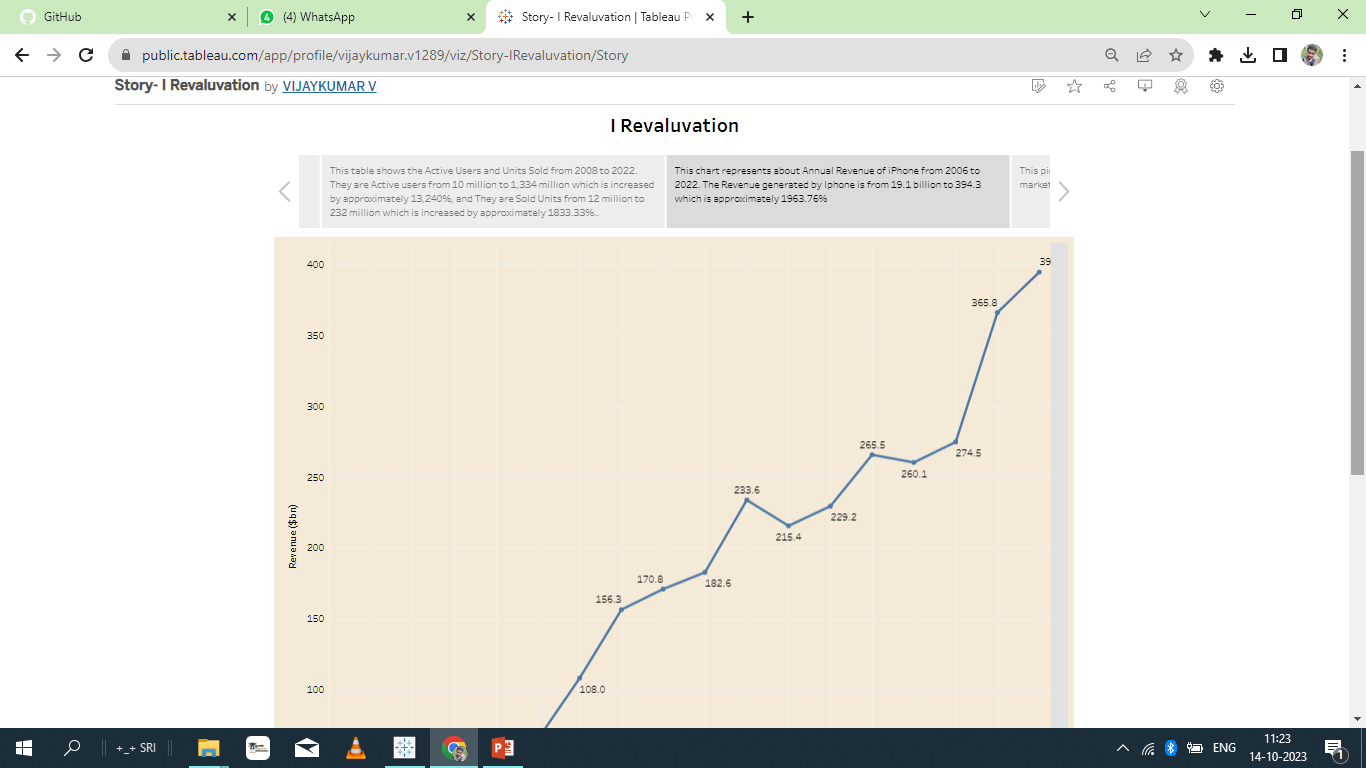 GitHub
(4) WhatsApp
Story- I Revaluvation | Tableau P
public.tableau.com/app/profile/vijaykumar.v1289/viz/Story-IRevaluvation/Story
Story- I Revaluvation by VIJAYKUMAR V
I Revaluvation
This table shows the Active Users and Units Sold from 2008 to 2022.
They are Active users from 10 million to 1,334 million which is increased
by approximately 13,240%, and They are Sold Units from 12 million to
232 million which is increased by approximately 1833.33%..
This chart represents about Annual Revenue of iPhone from 2006 to
2022. The Revenue generated by Iphone is from 19.1 billion to 394.3
which is approximately 1963.76%
This pi
market
400
350
300
250
200
150
100
Revenue ($bn)
39
365.8
274.5
260.1
265.5
229.2
215.4
233.6
182.6
170.8
156.3
108.0
+_+ SRI
ENG
11:23
14-10-2023
1